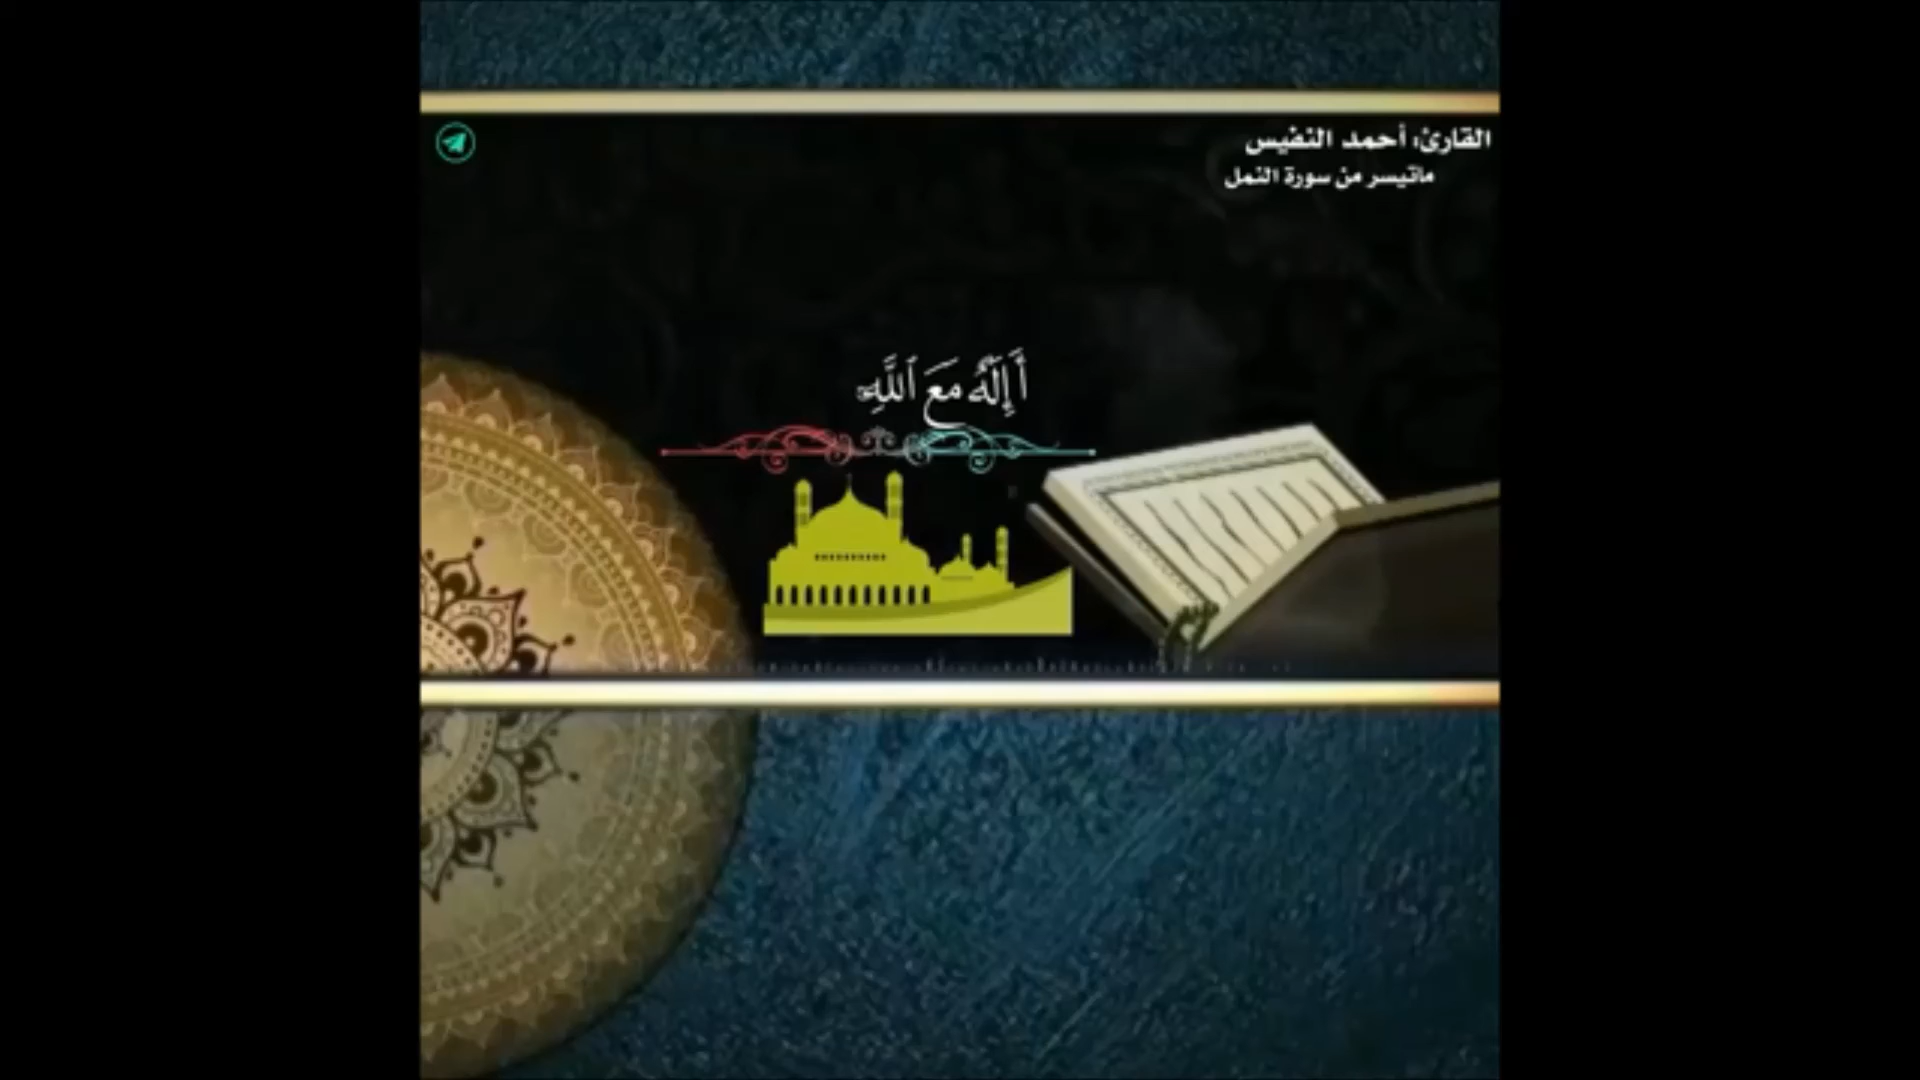 القارئ: أحمد النفيس
ماتيسر من سورة النمل
أَإِلَٰهٌ مَعَ ٱللَّهِ